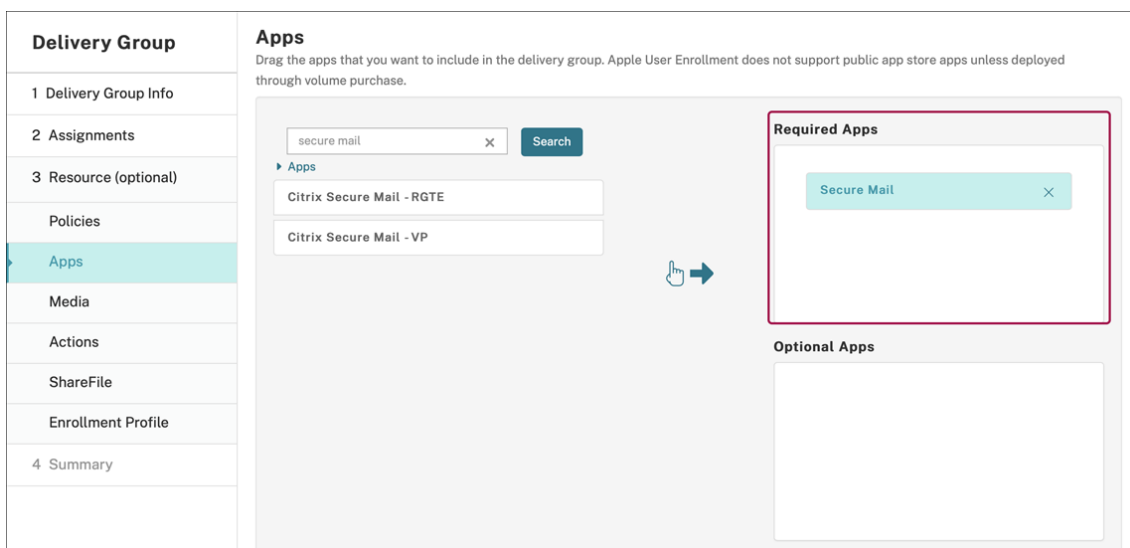 Delivery Group
1 Delivery Group Info
2 Assignments
3 Resource (optional)
Policies
Apps
Media
Actions
ShareFile
Enrollment Profile
4 Summary
Apps
Drag the apps that you want to include in the delivery group. Apple User Enrollment does not support public app store apps unless deployed
through volume purchase.
secure mail
Search
Apps
Citrix Secure Mail - RGTE
Citrix Secure Mail - VP
Required Apps
Secure Mail
Optional Apps